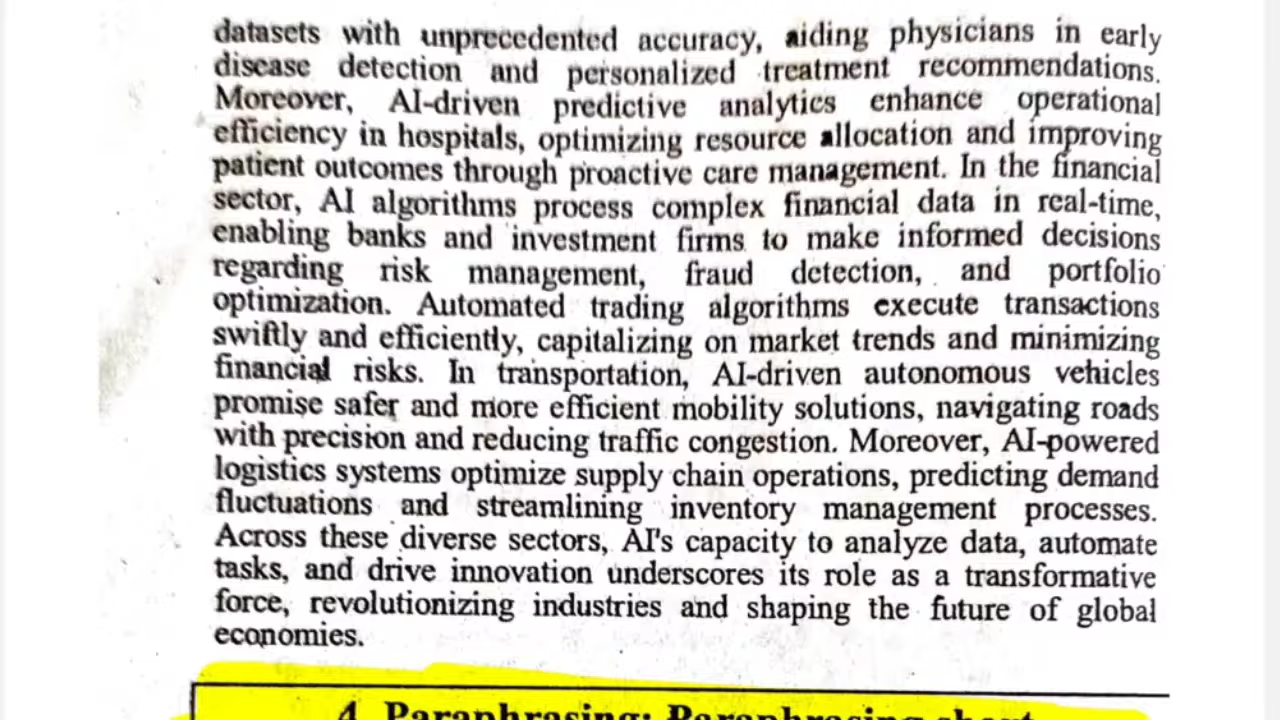 datasets with unprecedented accuracy, aiding physicians in early
disease detection and personalized treatment recommendations.
Moreover, AI-driven predictive analytics enhance operational
efficiency in hospitals, optimizing resource allocation and improving
patient outcomes through proactive care management. In the financial
sector, AI algorithms process complex financial data in real-time,
enabling banks and investment firms to make informed decisions
regarding risk management, fraud detection, and portfolio
optimization. Automated trading algorithms execute transactions
swiftly and efficiently, capitalizing on market trends and minimizing
financial risks. In transportation, AI-driven autonomous vehicles
promise safer and more efficient mobility solutions, navigating roads
with precision and reducing traffic congestion. Moreover, AI-powered
logistics systems optimize supply chain operations, predicting demand
fluctuations and streamlining inventory management processes.
Across these diverse sectors, AI's capacity to analyze data, automate
tasks, and drive innovation underscores its role as a transformative
force, revolutionizing industries and shaping the future of global
economies.
4. Paraphrasing: Paraphrasing short